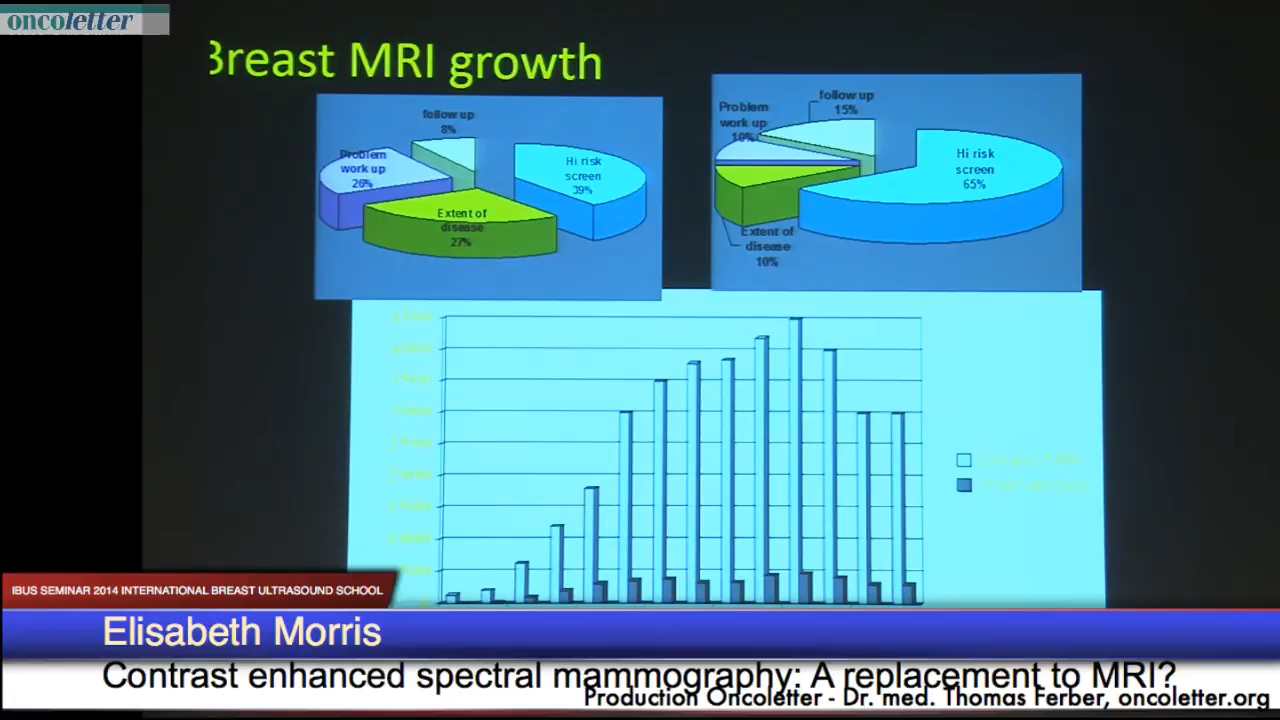 oncoletter
Breast MRI growth
follow up
8%
Problem
work up
26%
Hi risk
screen
39%
Extent of
disease
27%
follow up
15%
Problem
work up
10%
Hi risk
screen
65%
Extent of
disease
10%
IBUS SEMINAR 2014 INTERNATIONAL BREAST ULTRASOUND SCHOOL
Elisabeth Morris
Contrast enhanced spectral mammography: A replacement to MRI?
Production Oncoletter - Dr. med. Thomas Ferber, oncoletter.org